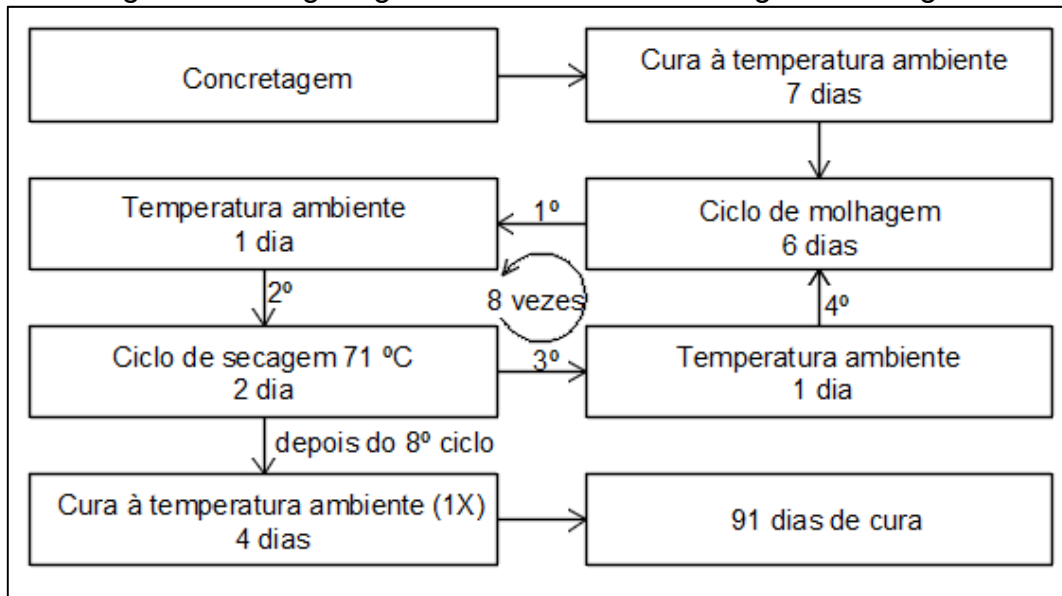 Concretagem
Cura à temperatura ambiente
7 dias
Temperatura ambiente
1 dia
1º
Ciclo de molhagem
6 dias
2º
8 vezes
4º
Ciclo de secagem 71 ºC
2 dia
3º
Temperatura ambiente
1 dia
depois do 8º ciclo
Cura à temperatura ambiente (1X)
4 dias
91 dias de cura